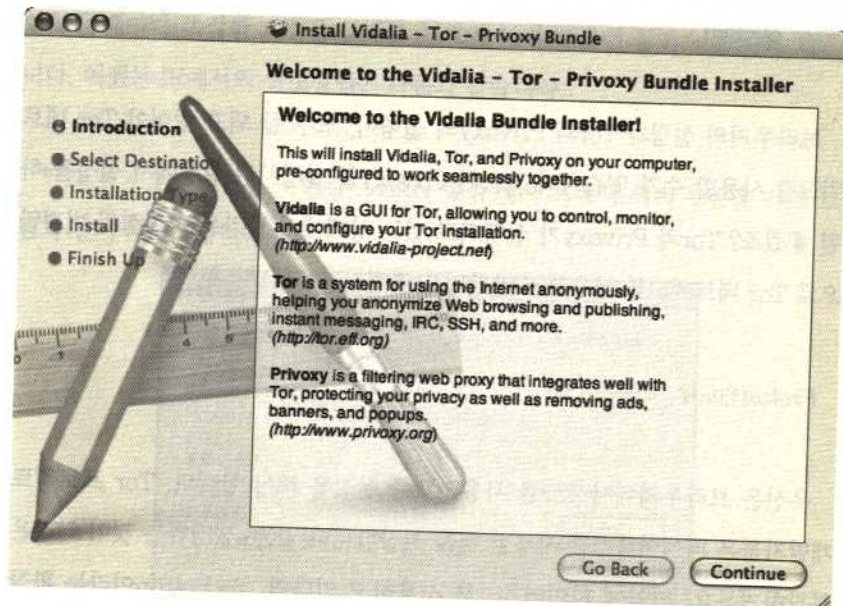 Install Vidalia – Tor – Privoxy Bundle
Welcome to the Vidalia – Tor – Privoxy Bundle Installer
Introduction
Select Destination
Installation Type
Install
Finish Up
Welcome to the Vidalia Bundle Installer!
This will install Vidalia, Tor, and Privoxy on your computer,
pre-configured to work seamlessly together.
Vidalia is a GUI for Tor, allowing you to control, monitor,
and configure your Tor installation.
(http://www.vidalia-project.net)
Tor is a system for using the Internet anonymously,
helping you anonymize Web browsing and publishing,
instant messaging, IRC, SSH, and more.
(http://tor.eff.org)
Privoxy is a filtering web proxy that integrates well with
Tor, protecting your privacy as well as removing ads,
banners, and popups.
(http://www.privoxy.org)
0 1 4 5
Go Back
Continue